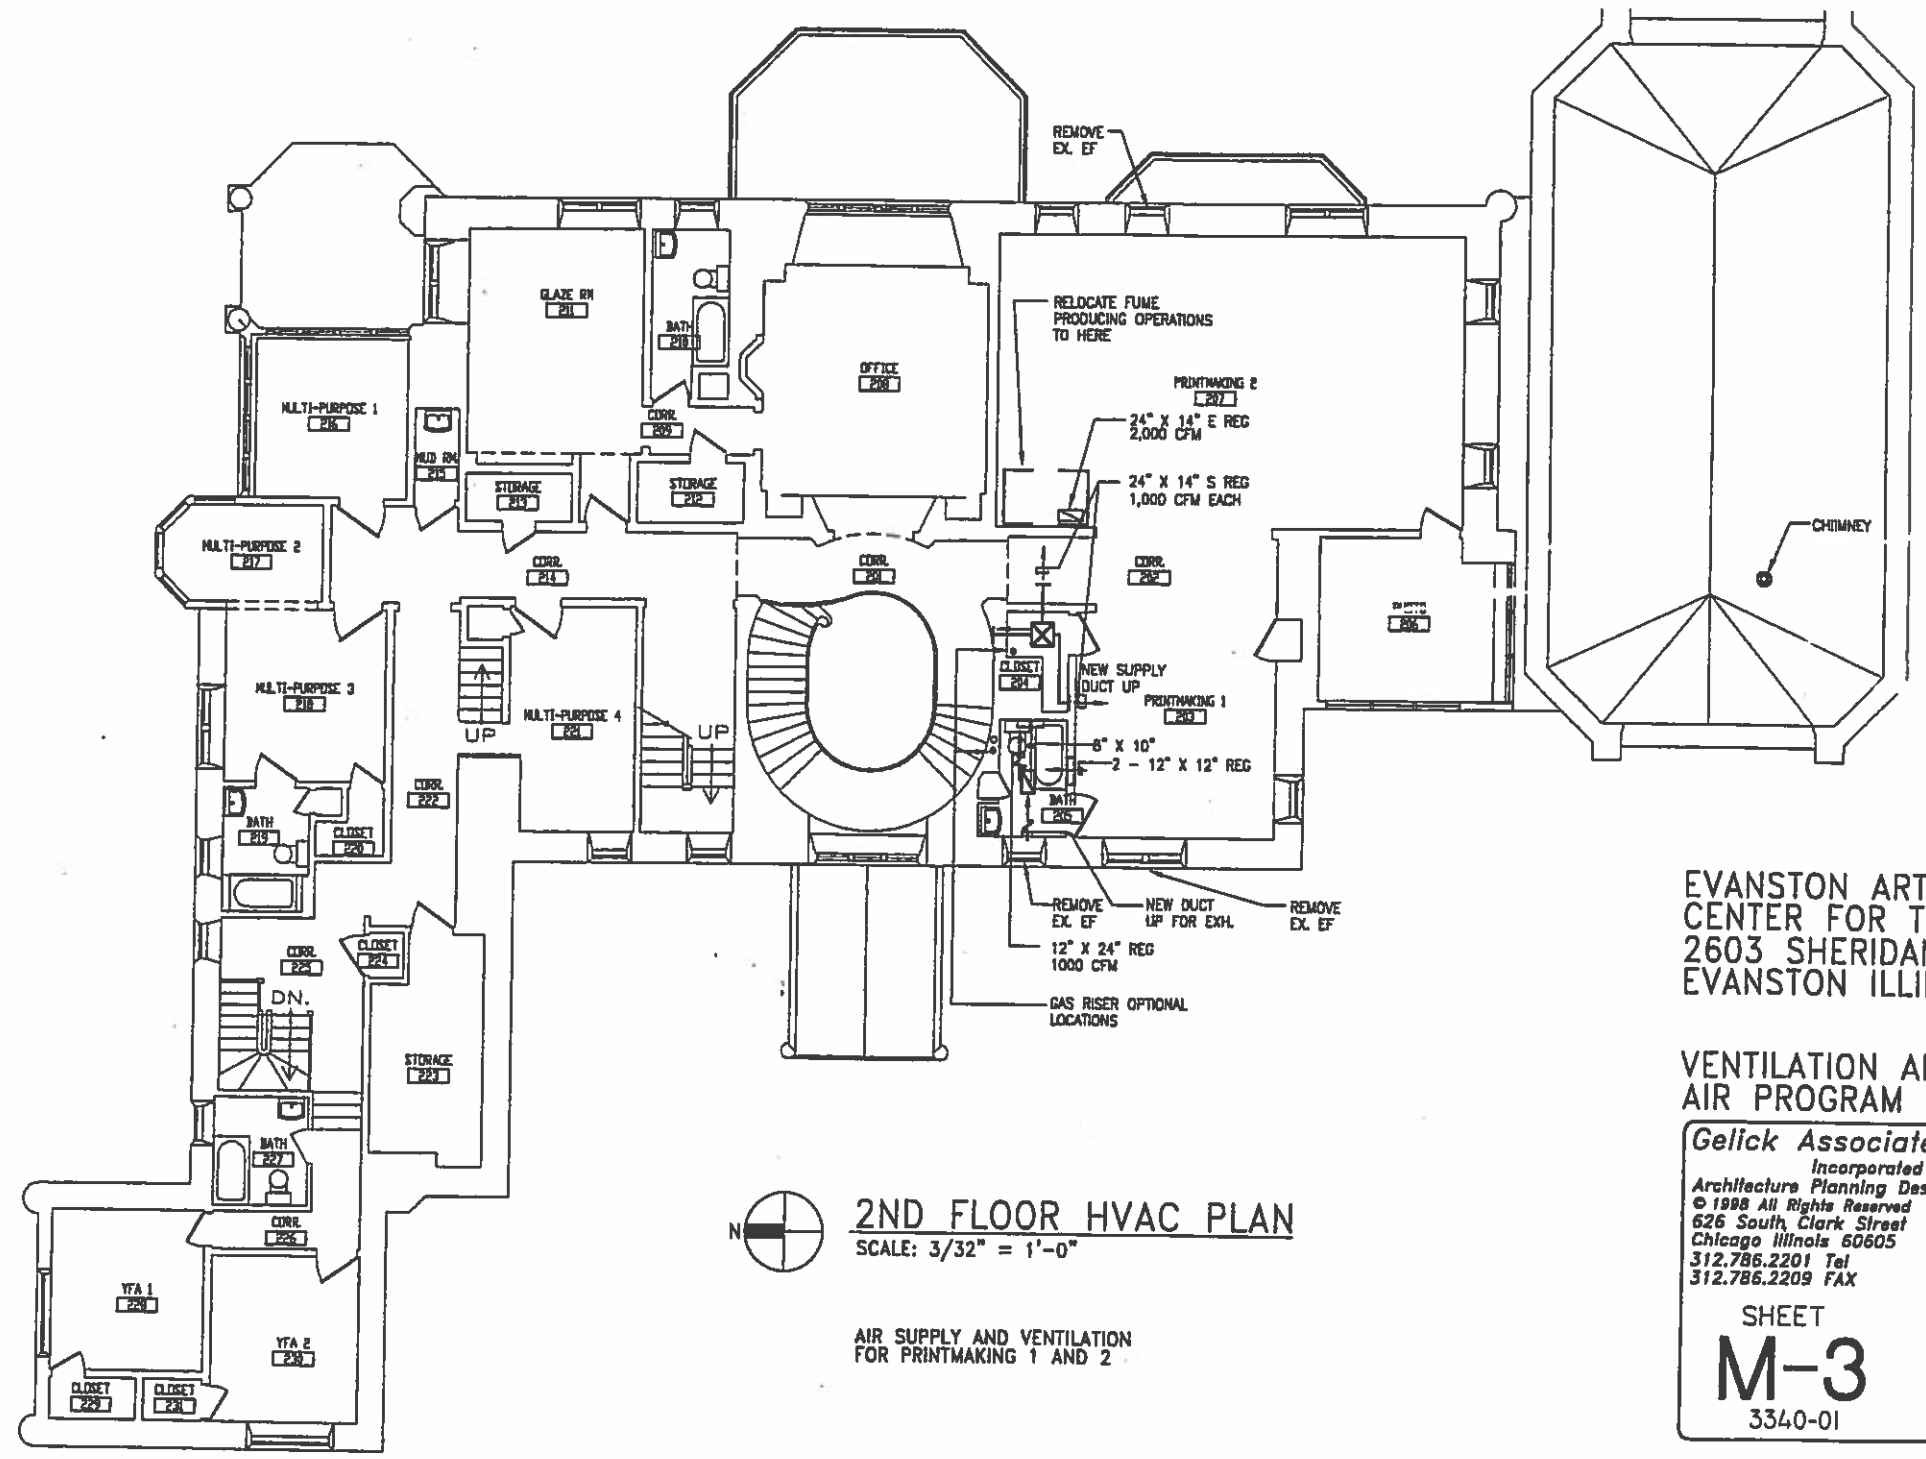 REMOVE
EX. EF
GLAZE RM
211
BATH
210
RELOCATE FUME
PRODUCING OPERATIONS
TO HERE
OFFICE
208
PRINTMAKING 2
207
MULTI-PURPOSE 1
216
CORR.
209
24" X 14" E REG
2,000 CFM
MUD RM
215
STORAGE
213
STORAGE
212
24" X 14" S REG
1,000 CFM EACH
CHIMNEY
MULTI-PURPOSE 2
217
CORR.
214
CORR.
201
CORR.
202
206
CLOSET
204
NEW SUPPLY
DUCT UP
MULTI-PURPOSE 3
218
MULTI-PURPOSE 4
221
PRINTMAKING 1
203
UP
UP
8" X 10"
2 - 12" X 12" REG
CORR.
222
BATH
205
BATH
219
CLOSET
220
REMOVE
EX. EF
NEW DUCT
UP FOR EXH.
REMOVE
EX. EF
12" X 24" REG
1000 CFM
GAS RISER OPTIONAL
LOCATIONS
CORR.
225
CLOSET
224
DN.
STORAGE
223
BATH
227
CORR.
226
YFA 1
228
YFA 2
230
CLOSET
229
CLOSET
231
N
2ND FLOOR HVAC PLAN
SCALE: 3/32" = 1'-0"
AIR SUPPLY AND VENTILATION
FOR PRINTMAKING 1 AND 2
EVANSTON ART
CENTER FOR T
2603 SHERIDAN
EVANSTON ILLI
VENTILATION A
AIR PROGRAM
Gelick Associate
Incorporated
Architecture Planning Des
© 1998 All Rights Reserved
626 South Clark Street
Chicago Illinois 60605
312.786.2201 Tel
312.786.2209 FAX
SHEET
M-3
3340-01